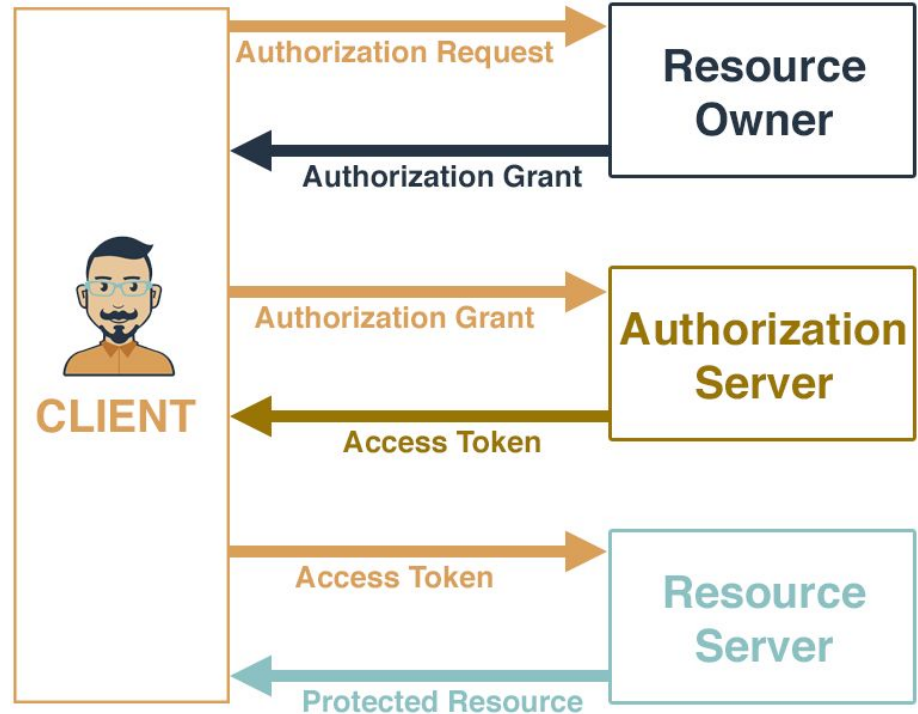 Authorization Request
Resource
Owner
Authorization Grant
Authorization Grant
Authorization
Server
CLIENT
Access Token
Access Token
Resource
Server
Protected Resource